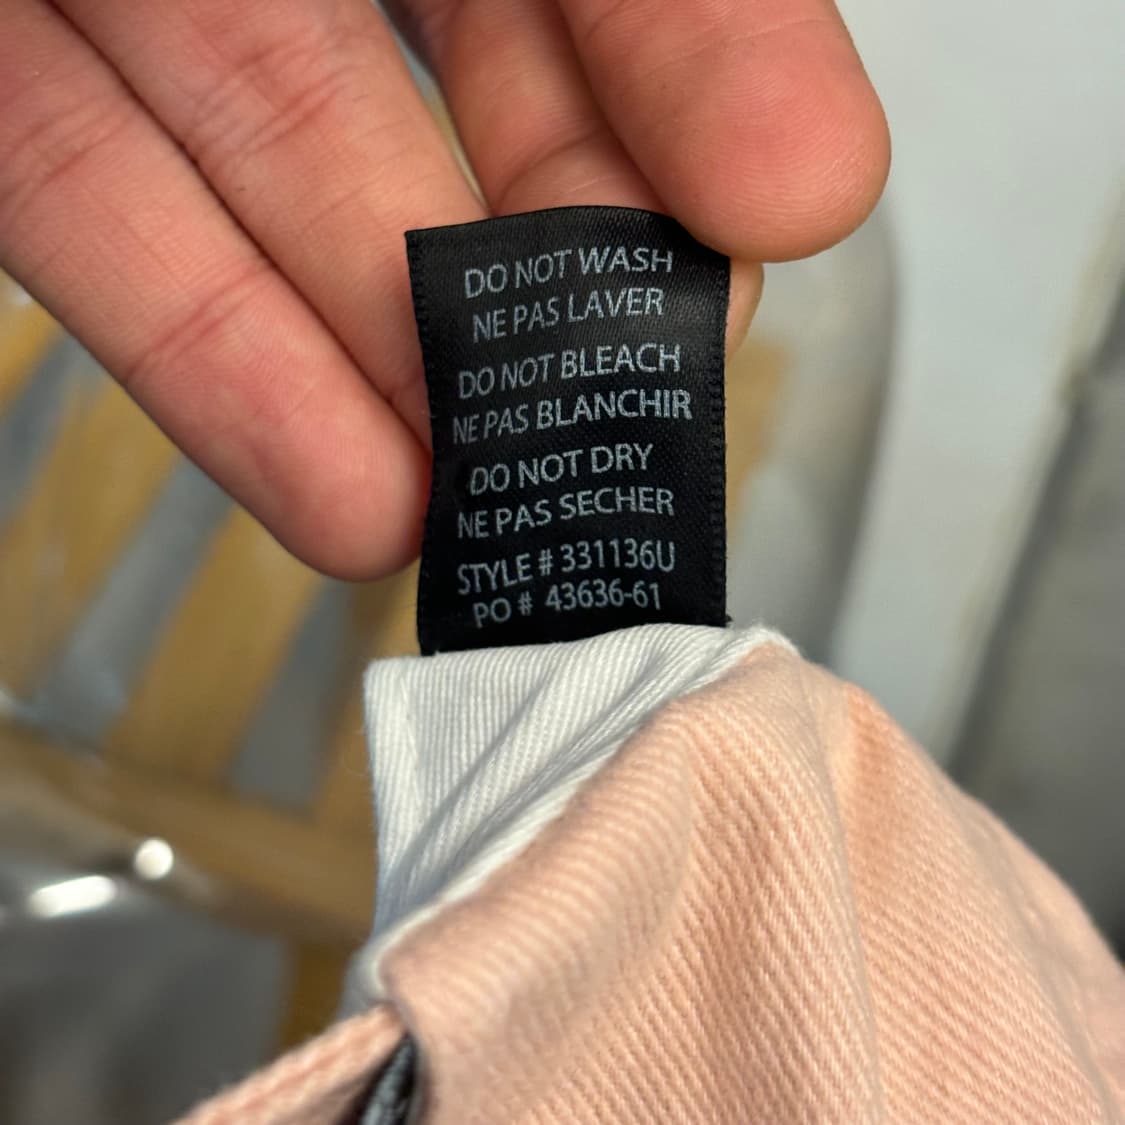 DO NOT WASH
NE PAS LAVER
DO NOT BLEACH
NE PAS BLANCHIR
DO NOT DRY
NE PAS SECHER
STYLE # 331136U
PO # 43636-61